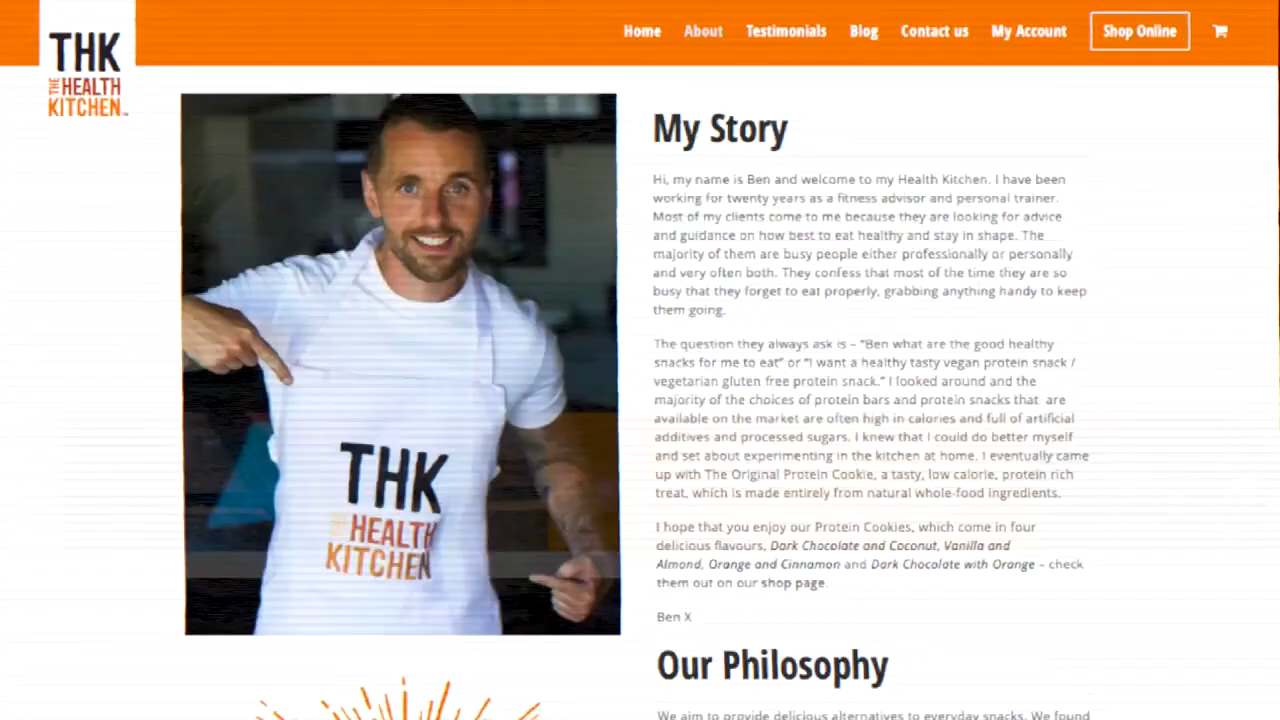 THK
THE HEALTH
KITCHEN
Home About Testimonials Blog Contact us My Account Shop Online
THK
HEALTH
KITCHEN
My Story
Hi, my name is Ben and welcome to my Health Kitchen. I have been
working for twenty years as a fitness advisor and personal trainer.
Most of my clients come to me because they are looking for advice
and guidance on how best to eat healthy and stay in shape. The
majority of them are busy people either professionally or personally
and very often both. They confess that most of the time they are so
busy that they forget to eat properly, grabbing anything handy to keep
them going.
The question they always ask is – “Ben what are the good healthy
snacks for me to eat” or “I want a healthy tasty vegan protein snack /
vegetarian gluten free protein snack.” I looked around and the
majority of the choices of protein bars and protein snacks that are
available on the market are often high in calories and full of artificial
additives and processed sugars. I knew that I could do better myself
and set about experimenting in the kitchen at home. I eventually came
up with The Original Protein Cookie, a tasty, low calorie, protein rich
treat, which is made entirely from natural whole-food ingredients.
I hope that you enjoy our Protein Cookies, which come in four
delicious flavours, Dark Chocolate and Coconut, Vanilla and
Almond, Orange and Cinnamon and Dark Chocolate with Orange – check
them out on our shop page.
Ben X
Our Philosophy
We aim to provide delicious alternatives to everyday snacks. We found